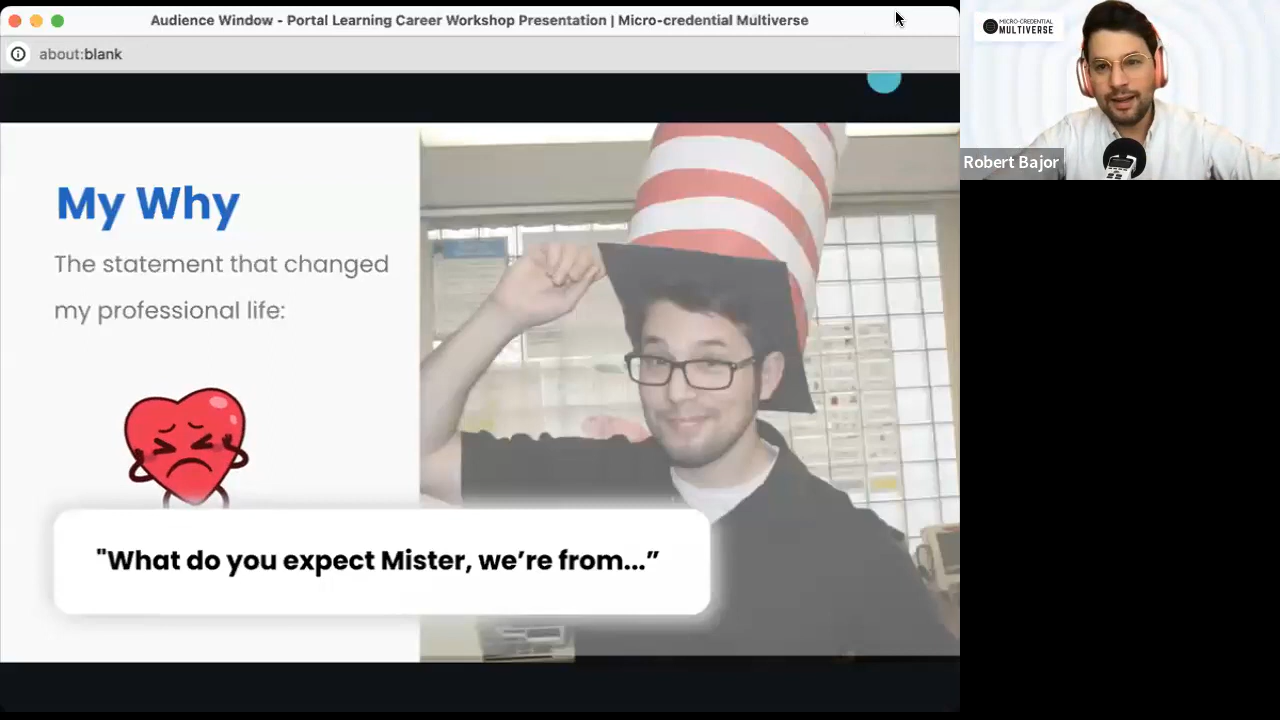 Audience Window - Portal Learning Career Workshop Presentation | Micro-credential Multiverse
about:blank
MICRO-CREDENTIAL
MULTIVERSE
Robert Bajor
My Why
The statement that changed
my professional life:
"What do you expect Mister, we’re from...”